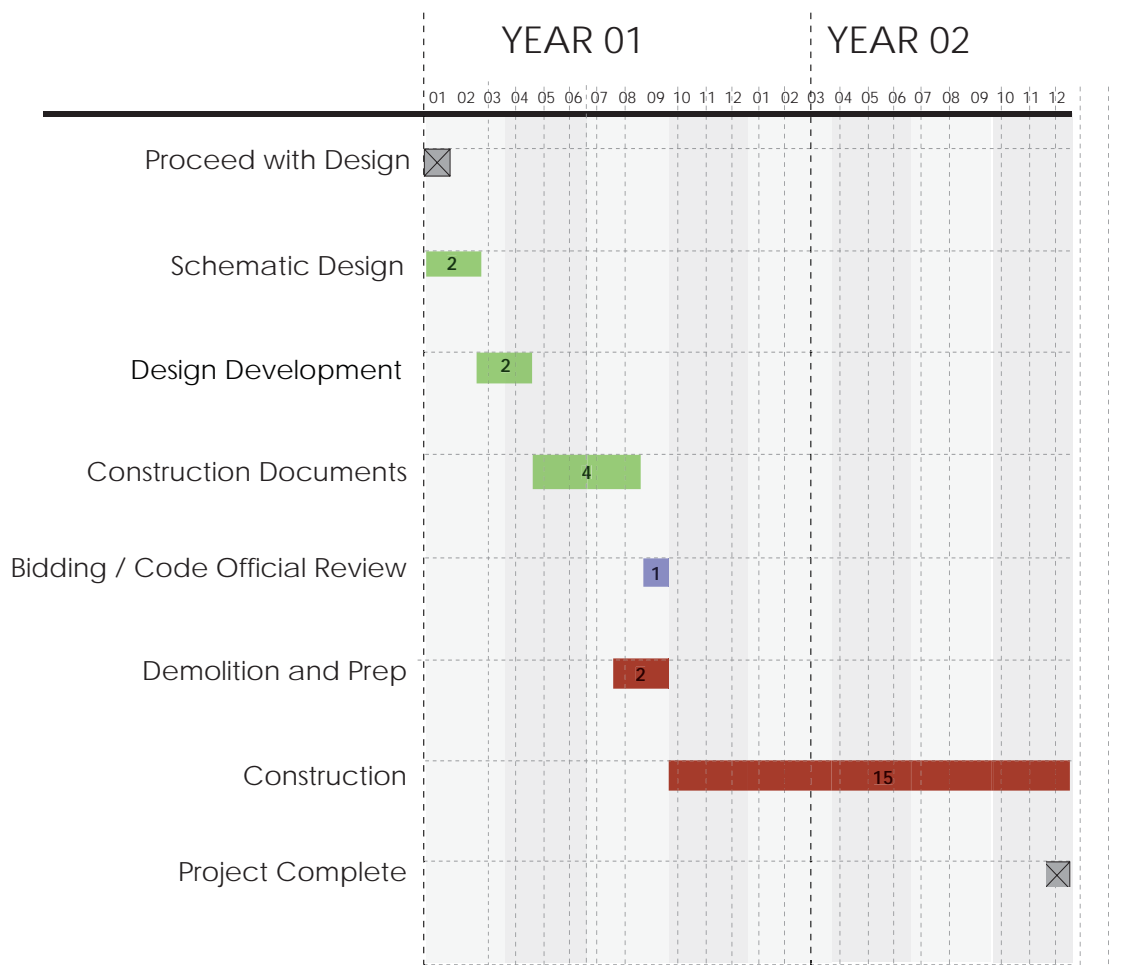 YEAR 01 YEAR 02
01 02 03 04 05 06 07 08 09 10 11 12 01 02 03 04 05 06 07 08 09 10 11 12
Proceed with Design
Schematic Design 2
Design Development 2
Construction Documents 4
Bidding / Code Official Review 1
Demolition and Prep 2
Construction 15
Project Complete